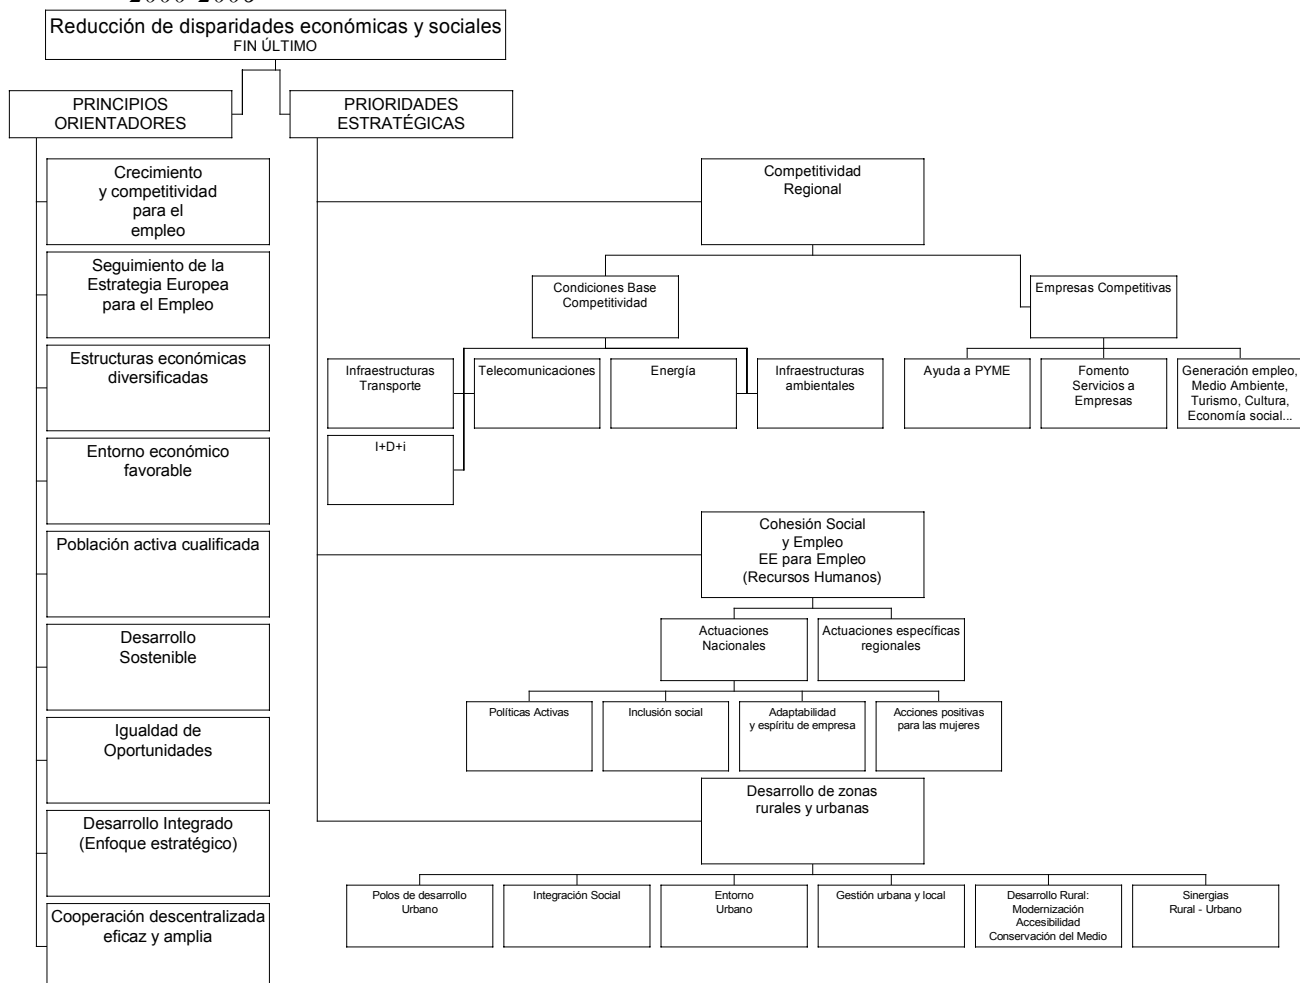 Reducción de disparidades económicas y sociales
FIN ÚLTIMO
PRINCIPIOS
ORIENTADORES
PRIORIDADES
ESTRATÉGICAS
Crecimiento
y competitividad
para el
empleo
Seguimiento de la
Estrategia Europea
para el Empleo
Estructuras económicas
diversificadas
Entorno económico
favorable
Población activa cualificada
Desarrollo
Sostenible
Igualdad de
Oportunidades
Desarrollo Integrado
(Enfoque estratégico)
Cooperación descentralizada
eficaz y amplia
Competitividad
Regional
Condiciones Base
Competitividad
Empresas Competitivas
Infraestructuras
Transporte
Telecomunicaciones
Energía
Infraestructuras
ambientales
I+D+i
Ayuda a PYME
Fomento
Servicios a
Empresas
Generación empleo,
Medio Ambiente,
Turismo, Cultura,
Economía social...
Cohesión Social
y Empleo
EE para Empleo
(Recursos Humanos)
Actuaciones
Nacionales
Actuaciones específicas
regionales
Políticas Activas
Inclusión social
Adaptabilidad
y espíritu de empresa
Acciones positivas
para las mujeres
Desarrollo de zonas
rurales y urbanas
Polos de desarrollo
Urbano
Integración Social
Entorno
Urbano
Gestión urbana y local
Desarrollo Rural:
Modernización
Accesibilidad
Conservación del Medio
Sinergias
Rural - Urbano